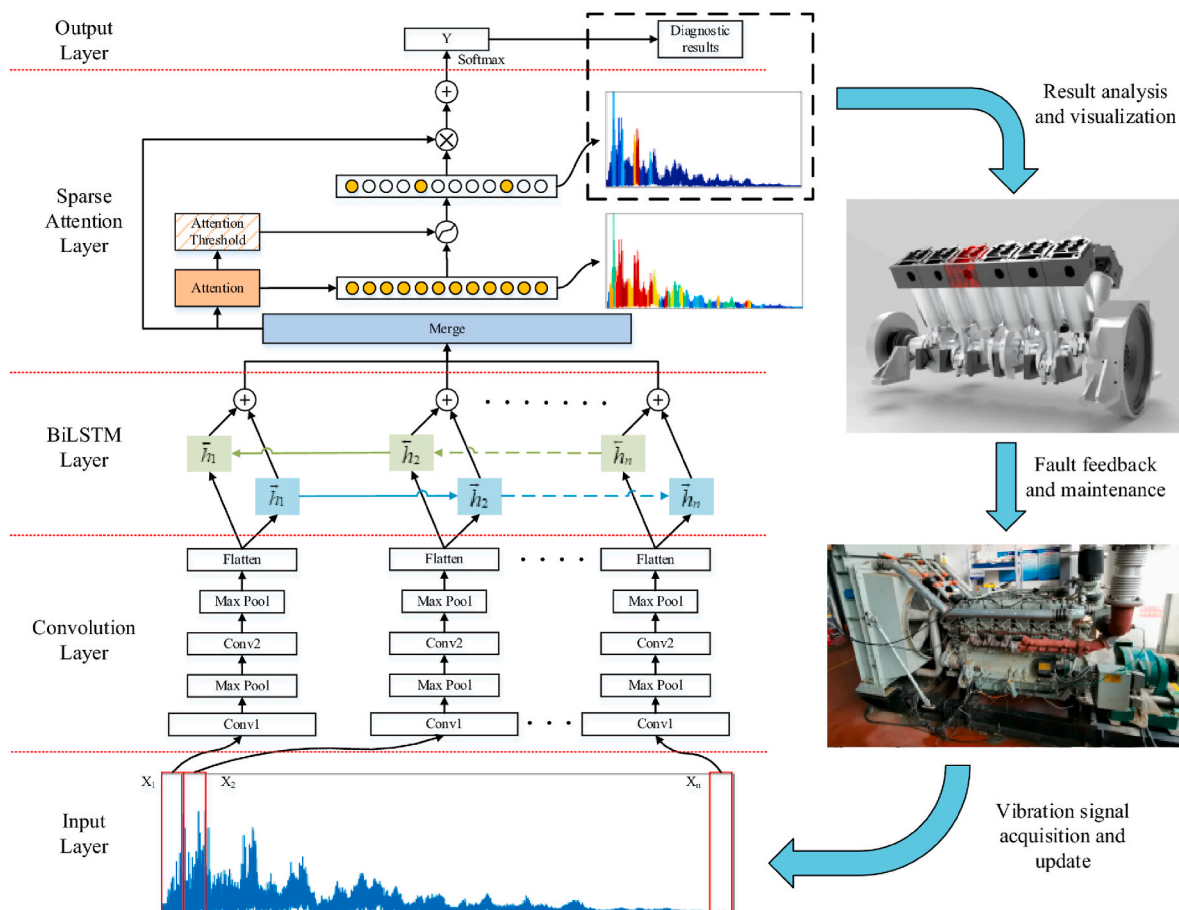 Output
Layer
Y
Softmax
Diagnostic
results
Result analysis
and visualization
Sparse
Attention
Layer
Attention
Threshold
Attention
Merge
BiLSTM
Layer
h₁
h₂
hₙ
h₁
h₂
hₙ
Fault feedback
and maintenance
Convolution
Layer
Flatten
Flatten
Flatten
Max Pool
Max Pool
Max Pool
Conv2
Conv2
Conv2
Max Pool
Max Pool
Max Pool
Conv1
Conv1
Conv1
X₁
X₂
Xₙ
Input
Layer
Vibration signal
acquisition and
update